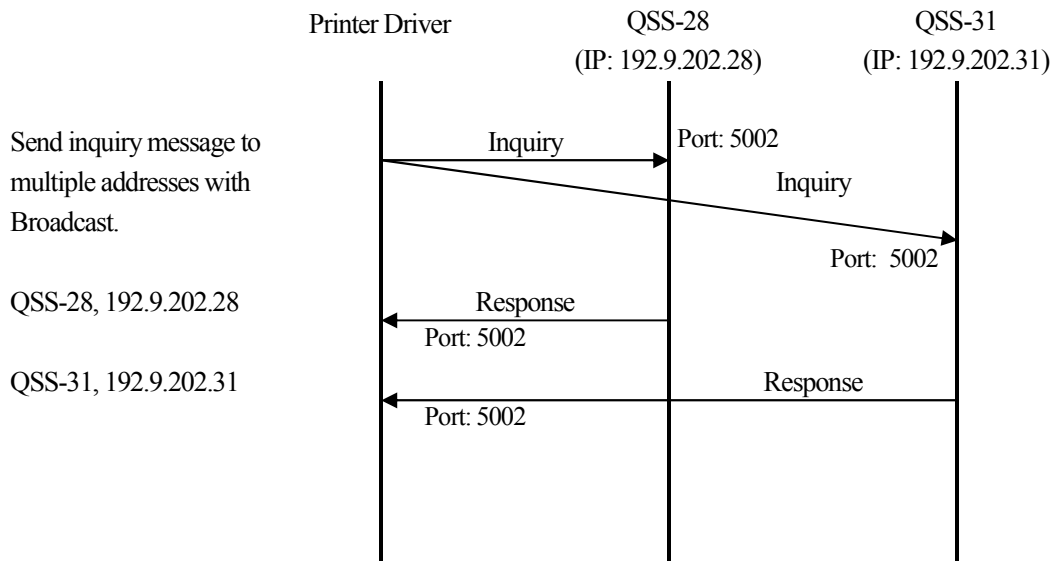 Printer Driver
QSS-28
(IP: 192.9.202.28)
QSS-31
(IP: 192.9.202.31)
Send inquiry message to
multiple addresses with
Broadcast.
Inquiry
Port: 5002
Inquiry
Port: 5002
QSS-28, 192.9.202.28
Response
Port: 5002
QSS-31, 192.9.202.31
Response
Port: 5002